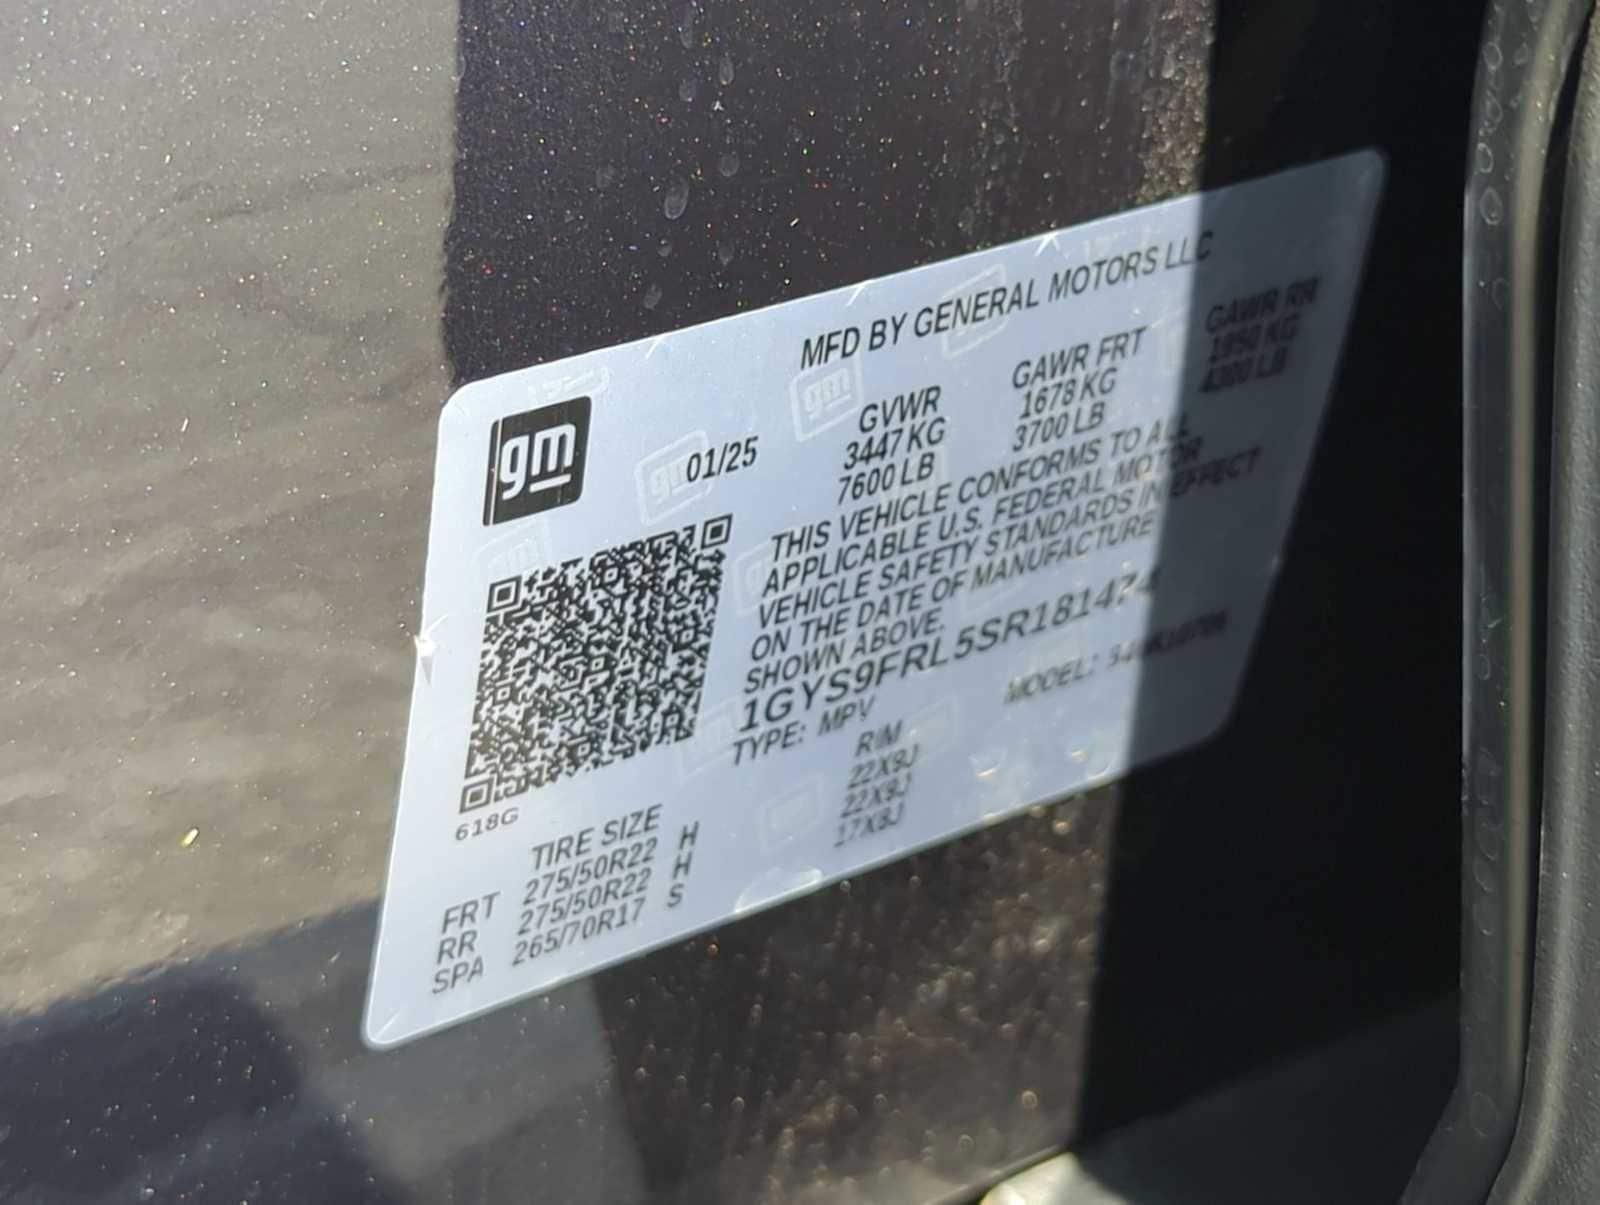 MFD BY GENERAL MOTORS LLC
gm
01/25
GVWR GAWR FRT GAWR RR
3447 KG 1678 KG 1950 KG
7600 LB 3700 LB 4300 LB
THIS VEHICLE CONFORMS TO ALL
APPLICABLE U.S. FEDERAL MOTOR
VEHICLE SAFETY STANDARDS IN EFFECT
ON THE DATE OF MANUFACTURE
SHOWN ABOVE.
1GYS9FRL5SR181474
TYPE: MPV MODEL:
618G
TIRE SIZE RIM
FRT 275/50R22 H 22X9J
RR 275/50R22 H 22X9J
SPA 265/70R17 S 17X8J